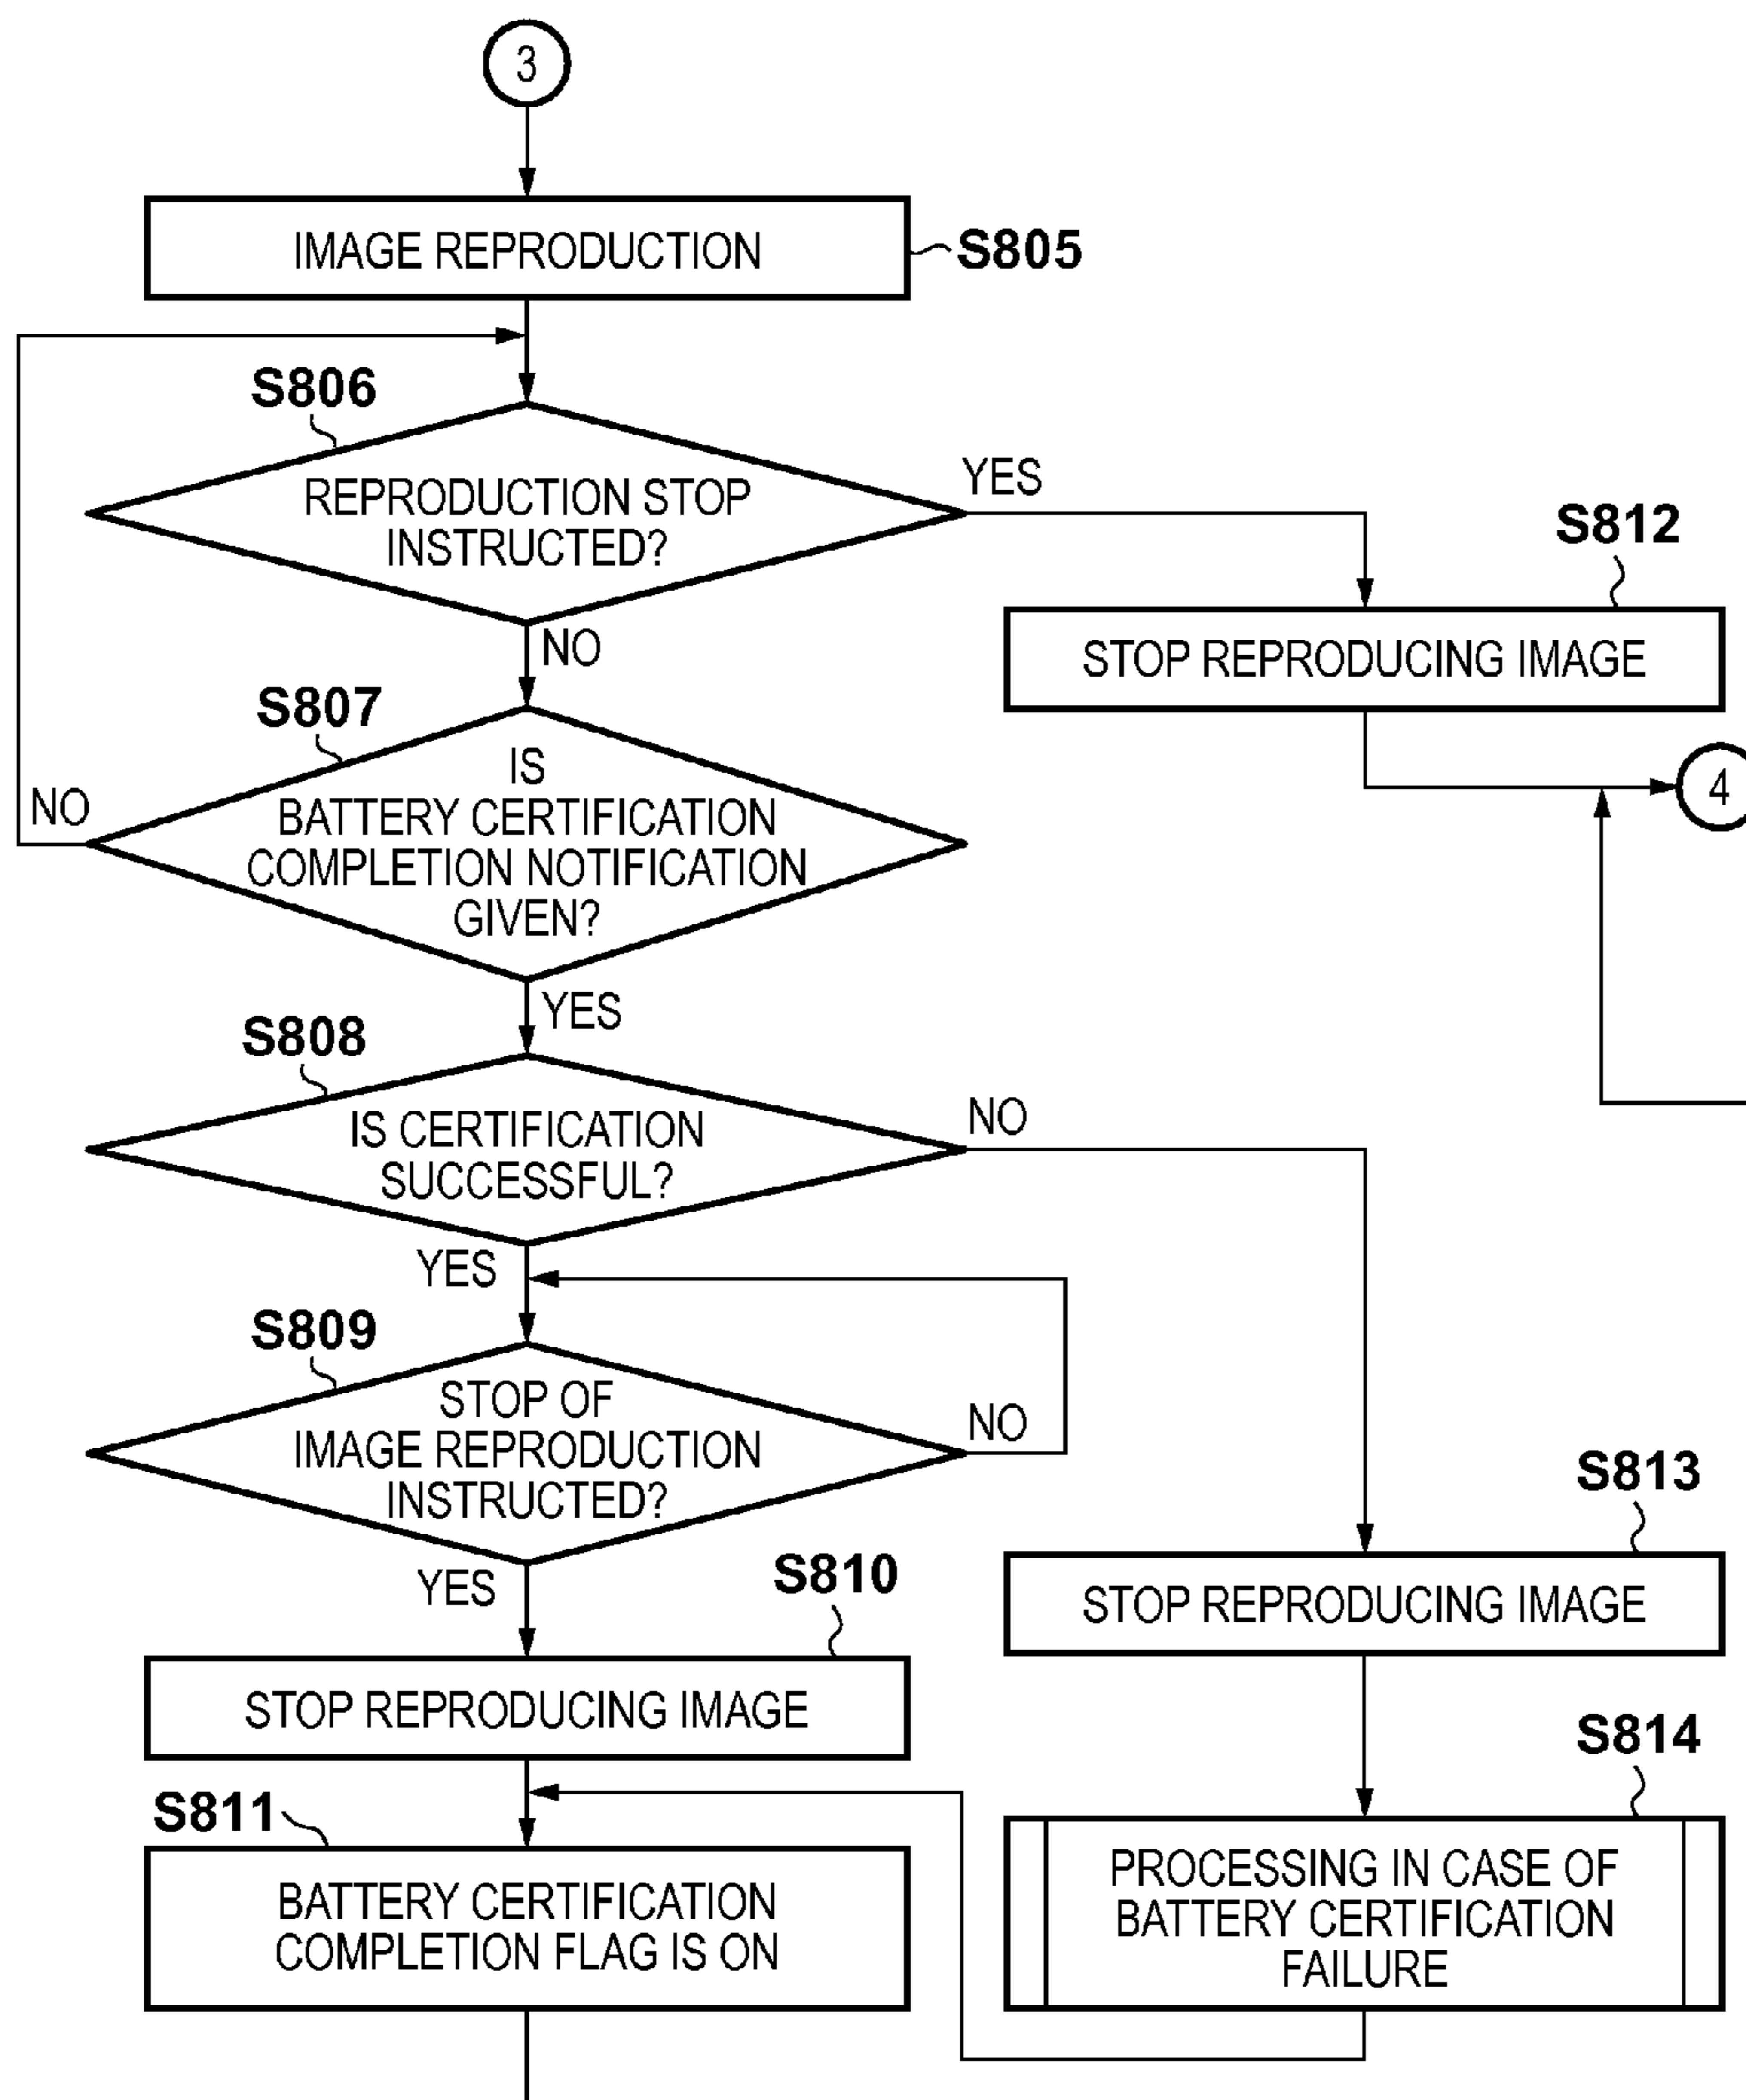 3
IMAGE REPRODUCTION
S805
S806
REPRODUCTION STOP
INSTRUCTED?
YES
NO
S812
STOP REPRODUCING IMAGE
4
S807
IS
BATTERY CERTIFICATION
COMPLETION NOTIFICATION
GIVEN?
NO
YES
S808
IS CERTIFICATION
SUCCESSFUL?
NO
YES
S809
STOP OF
IMAGE REPRODUCTION
INSTRUCTED?
NO
YES
S813
STOP REPRODUCING IMAGE
S810
STOP REPRODUCING IMAGE
S814
PROCESSING IN CASE OF
BATTERY CERTIFICATION
FAILURE
S811
BATTERY CERTIFICATION
COMPLETION FLAG IS ON